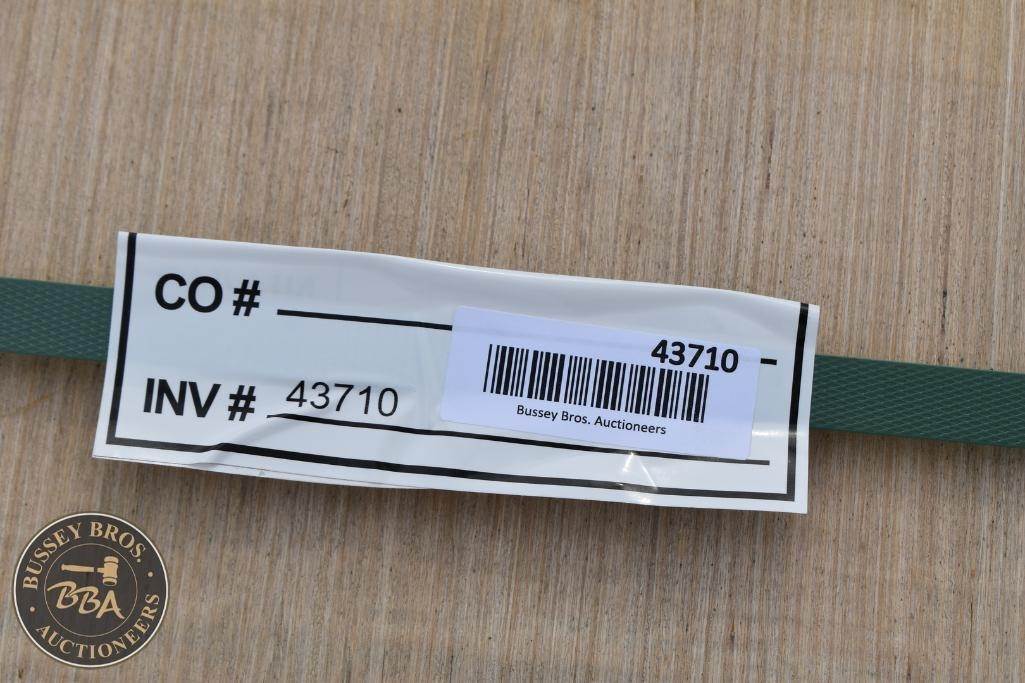 CO #
INV # 43710
43710
Bussey Bros. Auctioneers
BUSSEY BROS.
BBA
AUCTIONEERS